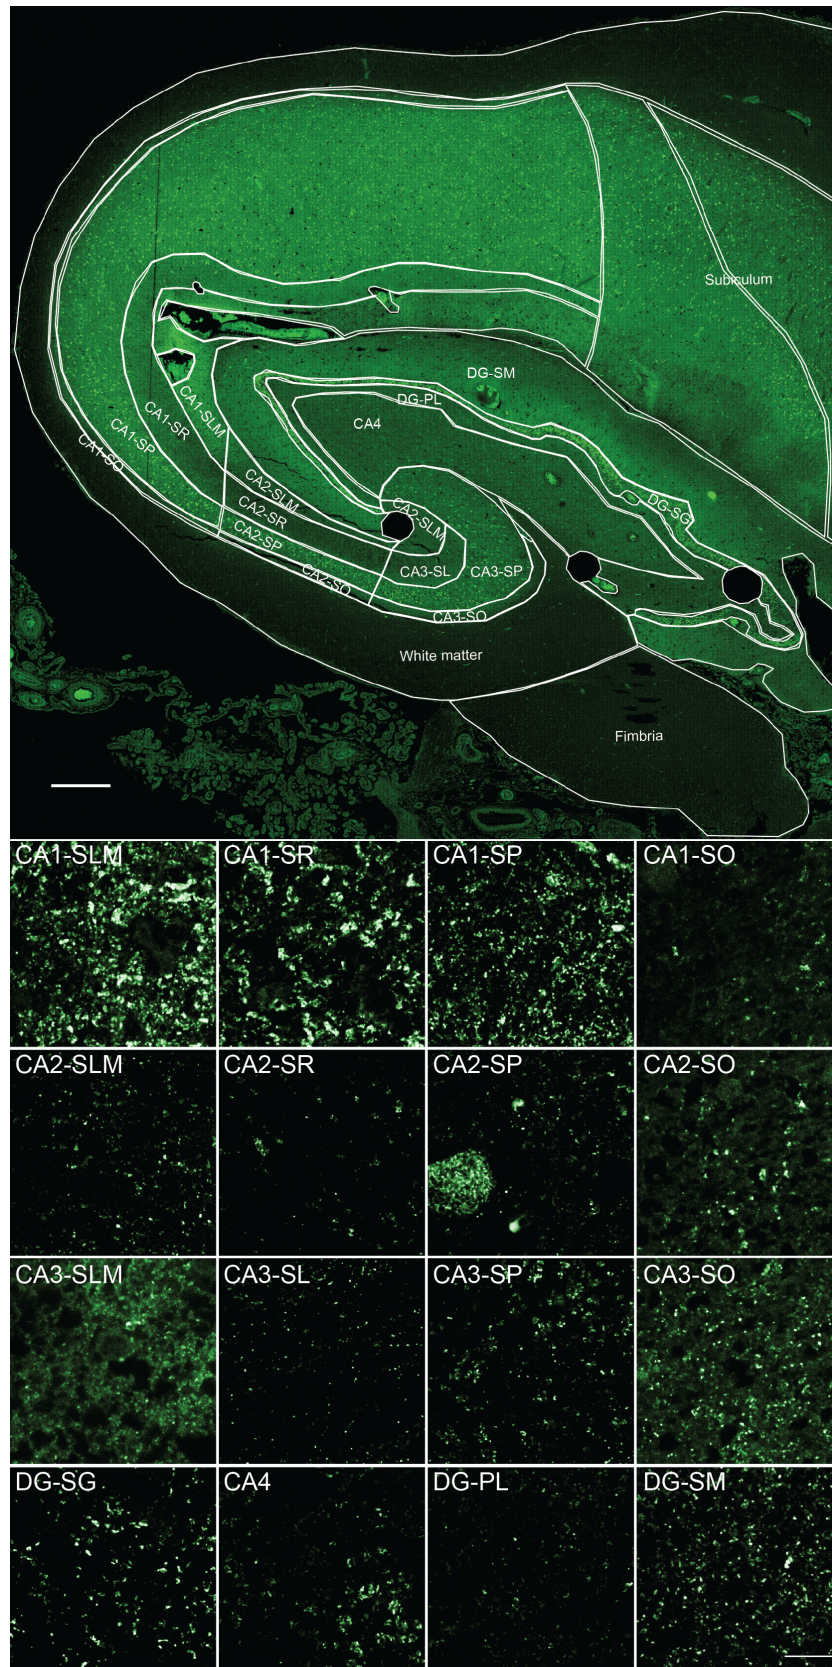 Subiculum
DG-SM
DG-PL
CA4
CA1-SLM
CA1-SR
CA1-SP
CA1-SO
DG-SG
CA2-SLM
CA2-SLM
CA2-SR
CA2-SP
CA2-SO
CA3-SL
CA3-SP
CA3-SO
White matter
Fimbria
CA1-SLM
CA1-SR
CA1-SP
CA1-SO
CA2-SLM
CA2-SR
CA2-SP
CA2-SO
CA3-SLM
CA3-SL
CA3-SP
CA3-SO
DG-SG
CA4
DG-PL
DG-SM